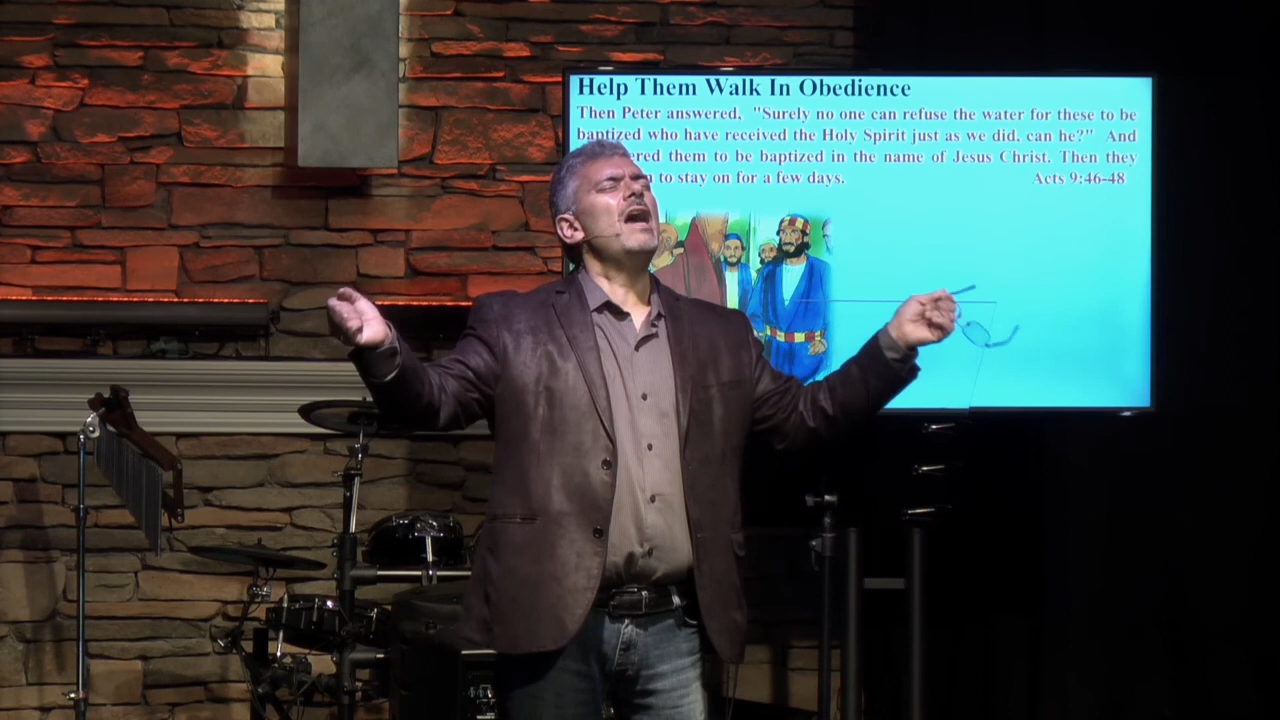 Help Them Walk In Obedience
Then Peter answered, "Surely no one can refuse the water for these to be
baptized who have received the Holy Spirit just as we did, can he?" And
them to be baptized in the name of Jesus Christ. Then they
to stay on for a few days. Acts 9:46-48